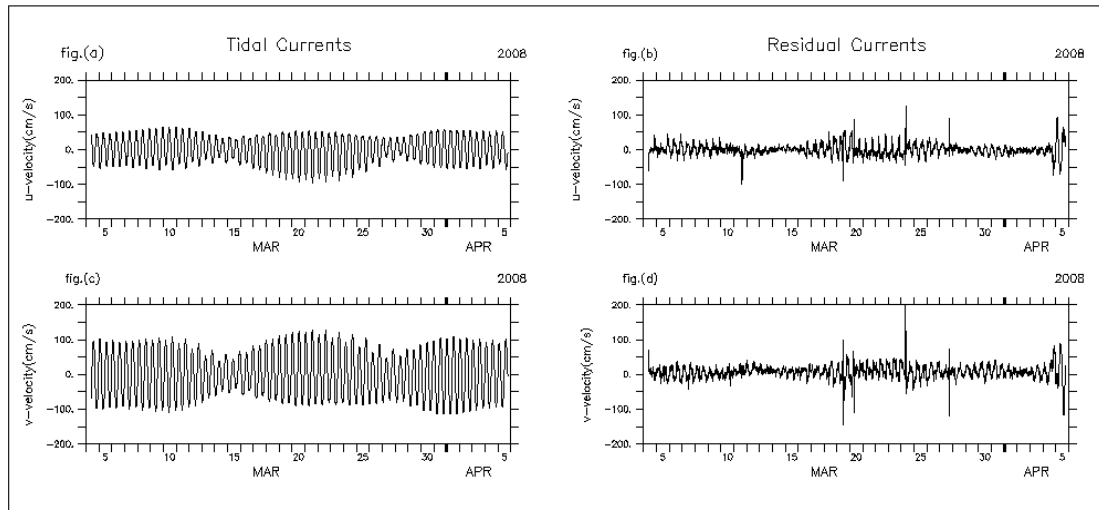 Tidal Currents
fig.(a)
2008
200.
100.
0.
-100.
-200.
u-velocity(cm/s)
5 10 15 20 25 30 5
MAR APR
Residual Currents
fig.(b)
2008
200.
100.
0.
-100.
-200.
u-velocity(cm/s)
5 10 15 20 25 30 5
MAR APR
fig.(c)
2008
200.
100.
0.
-100.
-200.
v-velocity(cm/s)
5 10 15 20 25 30 5
MAR APR
fig.(d)
2008
200.
100.
0.
-100.
-200.
v-velocity(cm/s)
5 10 15 20 25 30 5
MAR APR